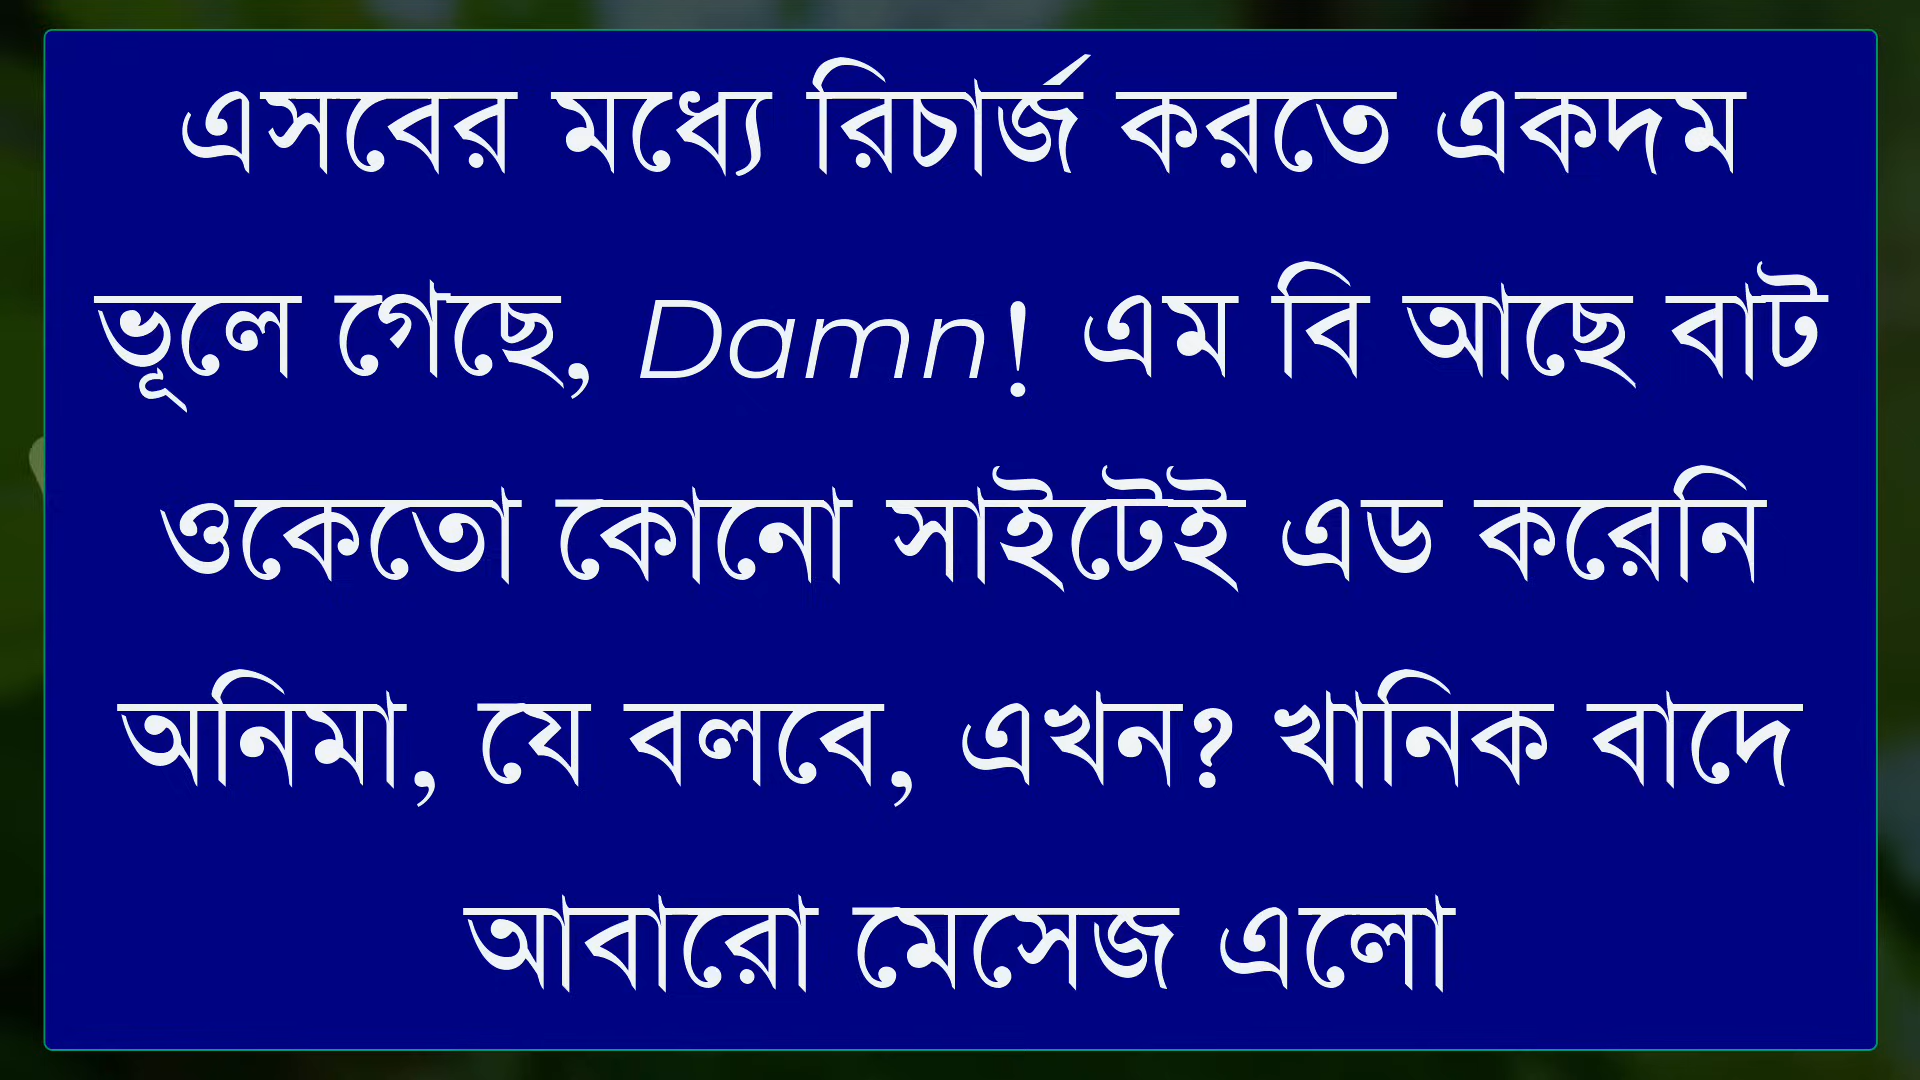 এসবের মধ্যে রিচার্জ করতে একদম
ভূলে গেছে, Damn! এম বি আছে বাট
ওকেতো কোনো সাইটেই এড করেনি
অনিমা, যে বলবে, এখন? খানিক বাদে
আবারো মেসেজ এলো